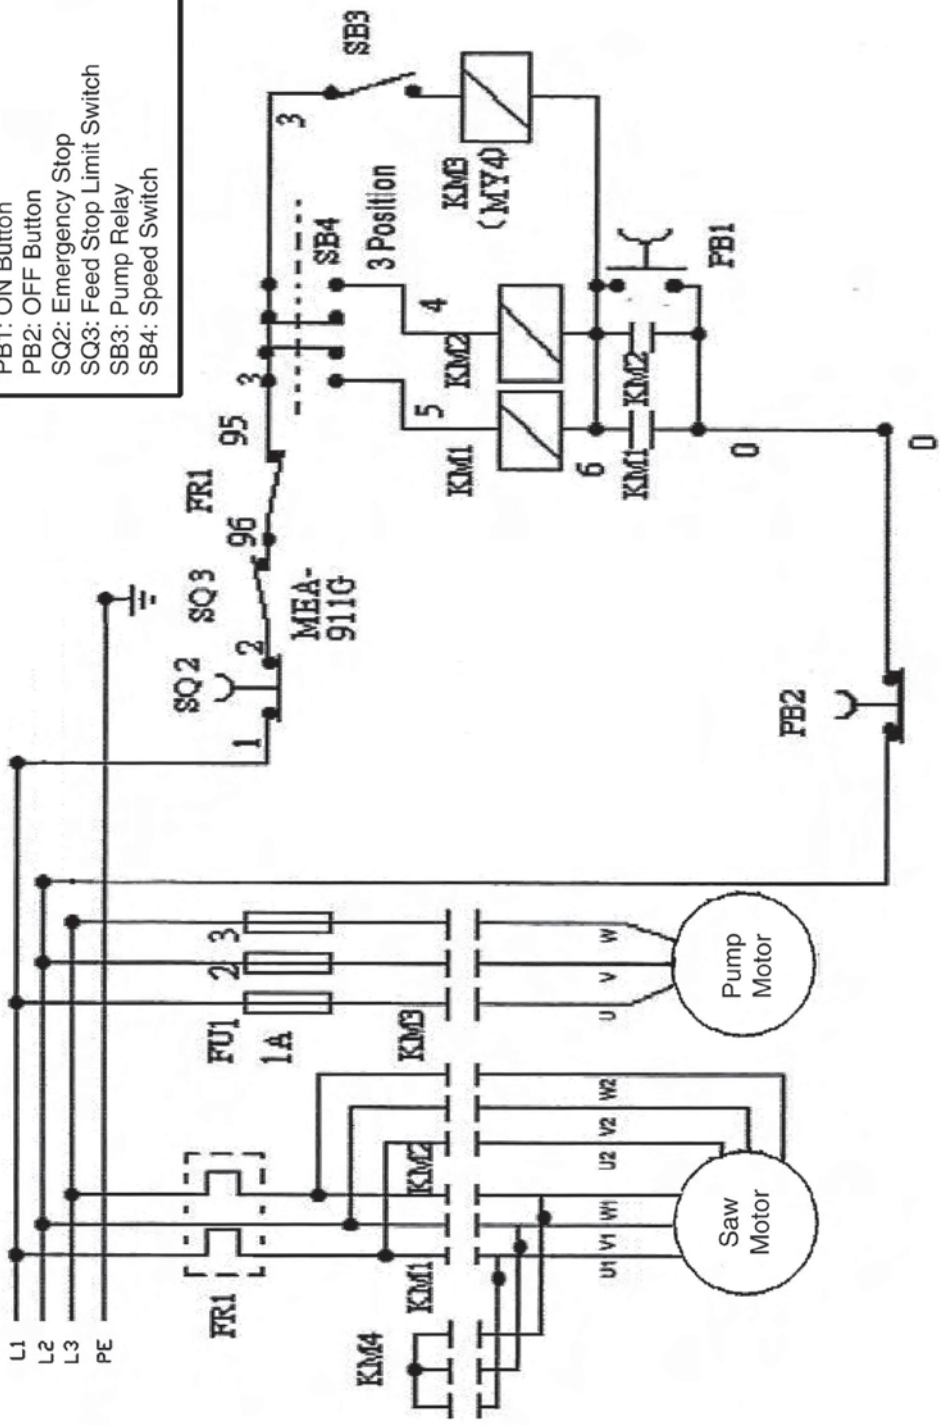 PB1: ON Button
PB2: OFF Button
SQ2: Emergency Stop
SQ3: Feed Stop Limit Switch
SB3: Pump Relay
SB4: Speed Switch
L1
L2
L3
PE
FR1
FU1
1A
2
3
KM4
KM1
KM2
KM3
U1
V1
W1
U2
V2
W2
U
V
W
Saw
Motor
Pump
Motor
1
SQ2
2
SQ3
MEA-
911G
96
FR1
95
3
3
SB3
SB4
3 Position
5
4
KM1
KM2
KM3
(MY4)
6
KM1
KM2
PB1
0
0
PB2